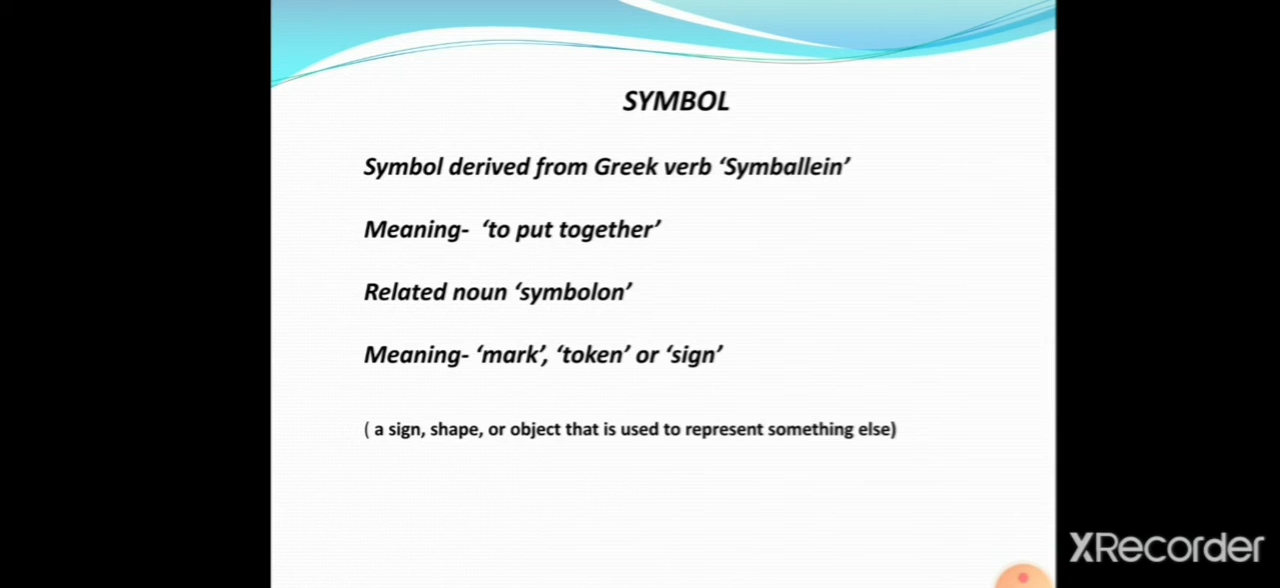 SYMBOL
Symbol derived from Greek verb ‘Symballein’
Meaning-  ‘to put together’
Related noun ‘symbolon’
Meaning- ‘mark’, ‘token’ or ‘sign’
( a sign, shape, or object that is used to represent something else)
XRecorder